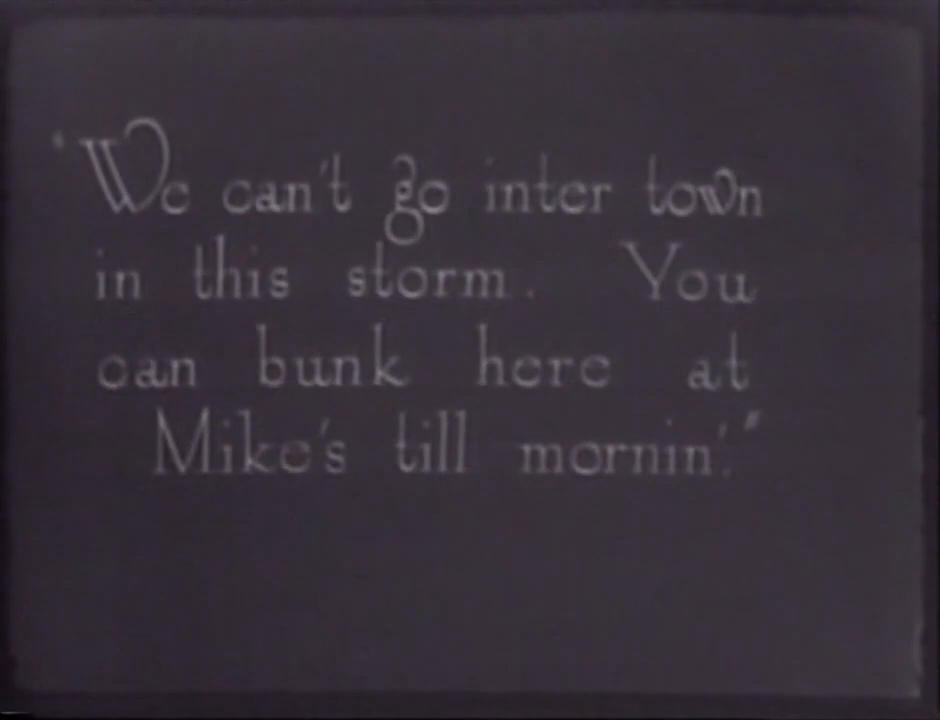 "We can't go inter town
in this storm. You
can bunk here at
Mike's till mornin'."